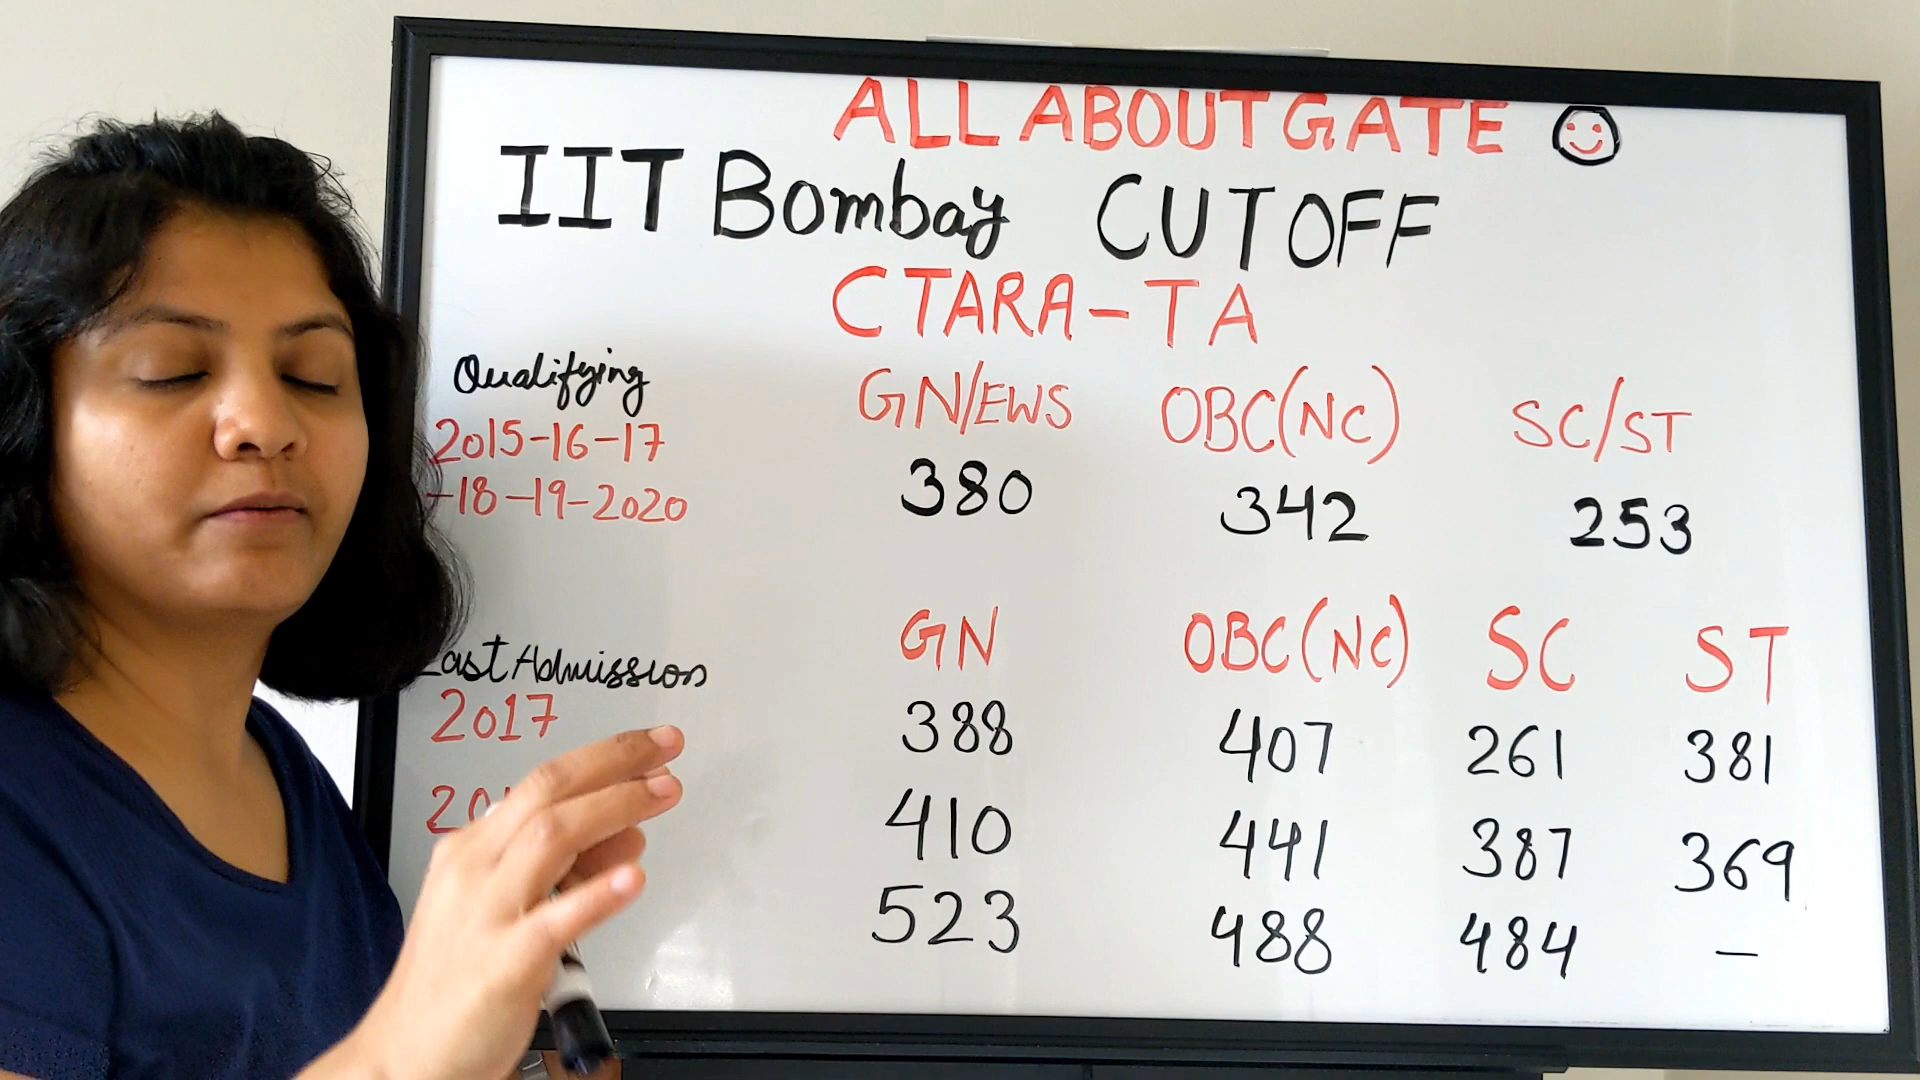 ALL ABOUT GATE
IIT Bombay CUTOFF
CTARA-TA
Qualifying GN/EWS OBC(NC) SC/ST
2015-16-17
-18-19-2020 380 342 253
Last Admission GN OBC(NC) SC ST
2017 388 407 261 381
410 441 387 369
523 488 484 –